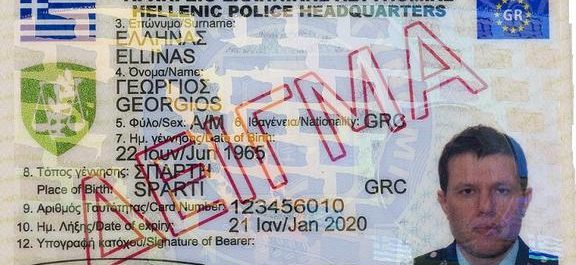 HELLENIC POLICE HEADQUARTERS
GR
3. Επώνυμο/Surname:
ΕΛΛΗΝΑΣ
ELLINAS
4. Όνομα/Name:
ΓΕΩΡΓΙΟΣ
GEORGIOS
5. Φύλο/Sex: Α/M 6. Ιθαγένεια/Nationality: GRC
7. Ημ. γέννησης/Date of Birth:
22 Ιουν/Jun 1965
8. Τόπος γέννησης: ΣΠΑΡΤΗ
Place of Birth: SPARTI GRC
9. Αριθμός Ταυτότητας/Card Number: 123456010
10. Ημ. Λήξης/Date of expiry: 21 Ιαν/Jan 2020
12. Υπογραφή κατόχου/Signature of Bearer:
ΔΕΙΓΜΑ